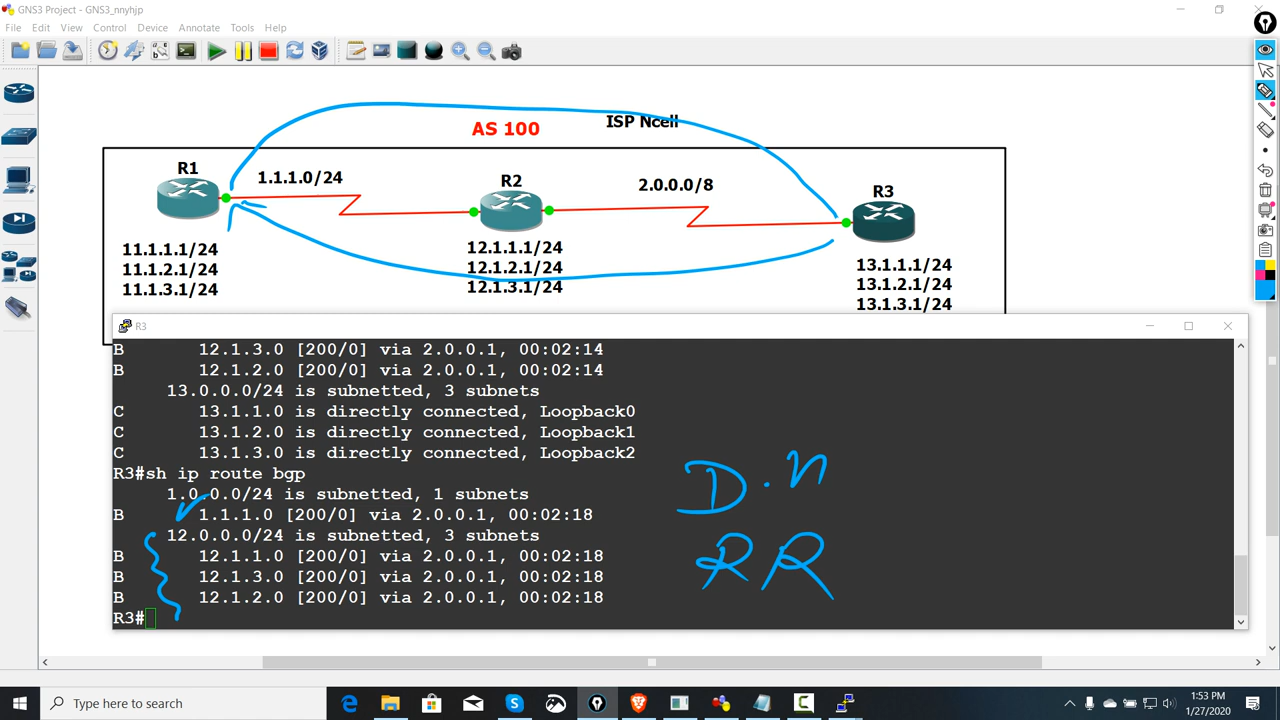 GNS3 Project - GNS3_nnyhjp
File Edit View Control Device Annotate Tools Help
AS 100
ISP Ncell
R1
1.1.1.0/24
R2
2.0.0.0/8
R3
11.1.1.1/24
11.1.2.1/24
11.1.3.1/24
12.1.1.1/24
12.1.2.1/24
12.1.3.1/24
13.1.1.1/24
13.1.2.1/24
13.1.3.1/24
R3
B 12.1.3.0 [200/0] via 2.0.0.1, 00:02:14
B 12.1.2.0 [200/0] via 2.0.0.1, 00:02:14
13.0.0.0/24 is subnetted, 3 subnets
C 13.1.1.0 is directly connected, Loopback0
C 13.1.2.0 is directly connected, Loopback1
C 13.1.3.0 is directly connected, Loopback2
R3#sh ip route bgp
1.0.0.0/24 is subnetted, 1 subnets
B 1.1.1.0 [200/0] via 2.0.0.1, 00:02:18
12.0.0.0/24 is subnetted, 3 subnets
B 12.1.1.0 [200/0] via 2.0.0.1, 00:02:18
B 12.1.3.0 [200/0] via 2.0.0.1, 00:02:18
B 12.1.2.0 [200/0] via 2.0.0.1, 00:02:18
R3#
D.n
RR
Type here to search
1:53 PM
1/27/2020